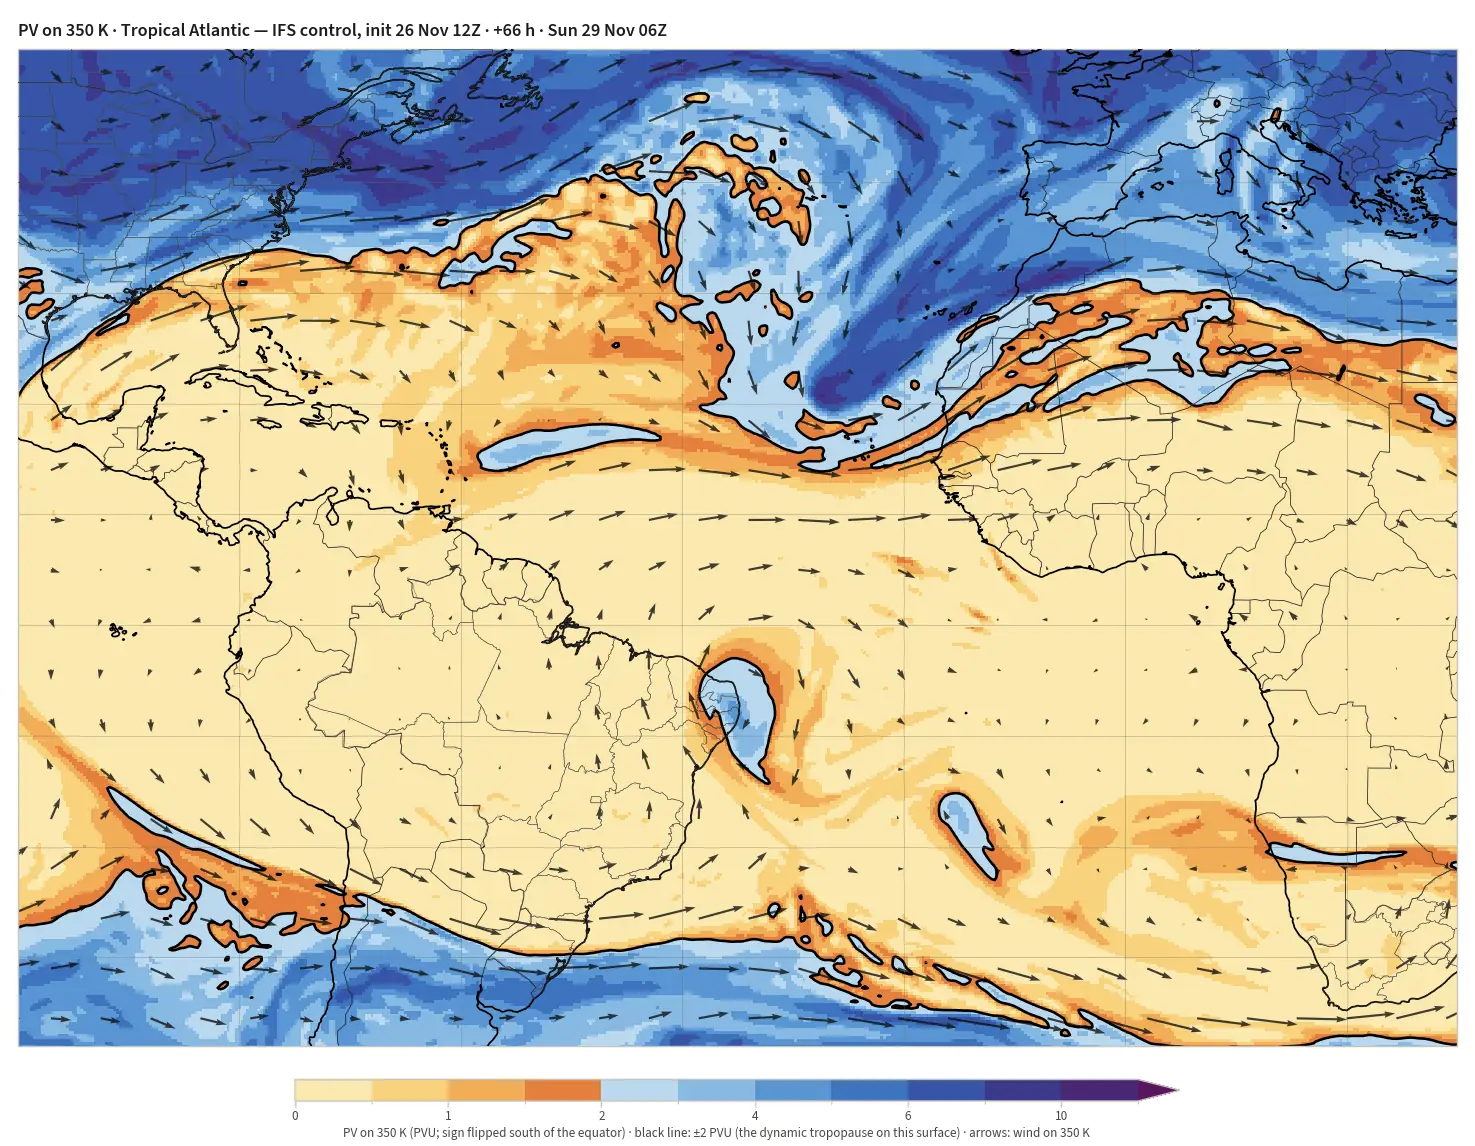 PV on 350 K · Tropical Atlantic — IFS control, init 26 Nov 12Z · +66 h · Sun 29 Nov 06Z
0 1 2 4 6 10
PV on 350 K (PVU; sign flipped south of the equator) · black line: ±2 PVU (the dynamic tropopause on this surface) · arrows: wind on 350 K